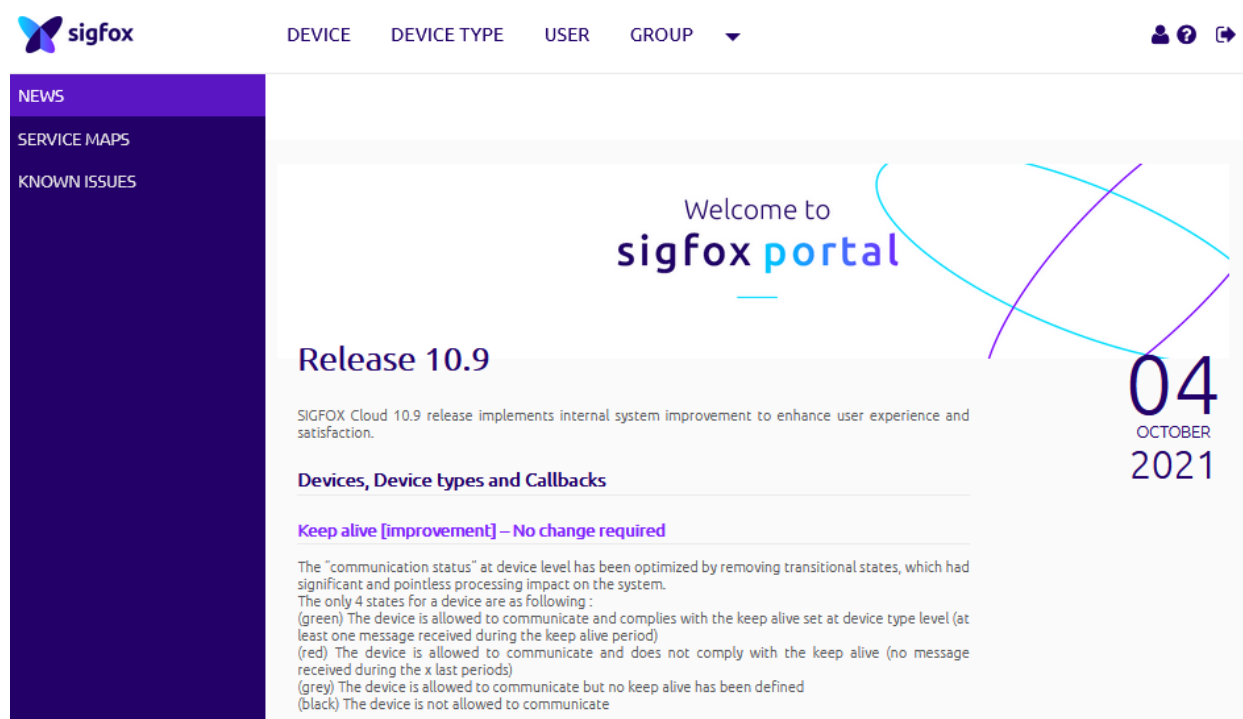 sigfox
DEVICE
DEVICE TYPE
USER
GROUP
NEWS
SERVICE MAPS
KNOWN ISSUES
Welcome to
sigfox portal
Release 10.9
04
OCTOBER
2021
SIGFOX Cloud 10.9 release implements internal system improvement to enhance user experience and
satisfaction.
Devices, Device types and Callbacks
Keep alive [improvement] – No change required
The "communication status" at device level has been optimized by removing transitional states, which had
significant and pointless processing impact on the system.
The only 4 states for a device are as following :
(green) The device is allowed to communicate and complies with the keep alive set at device type level (at
least one message received during the keep alive period)
(red) The device is allowed to communicate and does not comply with the keep alive (no message
received during the x last periods)
(grey) The device is allowed to communicate but no keep alive has been defined
(black) The device is not allowed to communicate